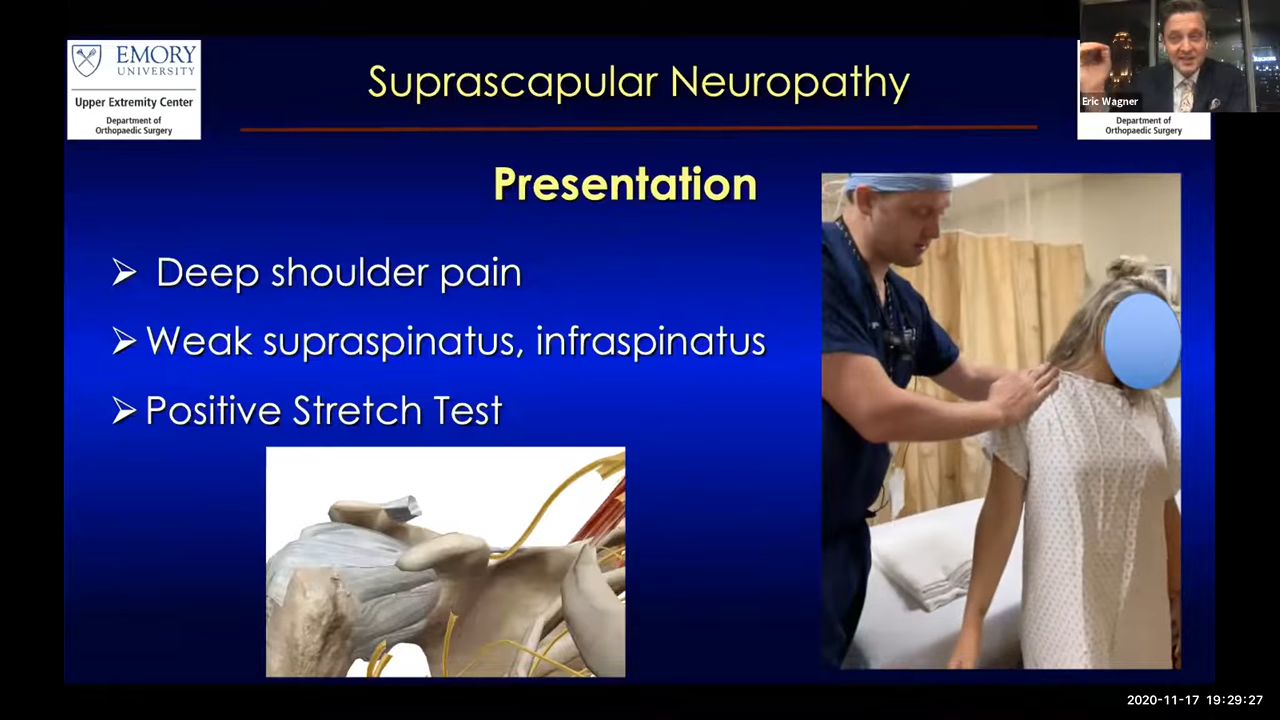 EMORY
UNIVERSITY
Upper Extremity Center
Department of
Orthopaedic Surgery
Suprascapular Neuropathy
Eric Wagner
Department of
Orthopaedic Surgery
Presentation
➢ Deep shoulder pain
➢ Weak supraspinatus, infraspinatus
➢ Positive Stretch Test
2020-11-17 19:29:27